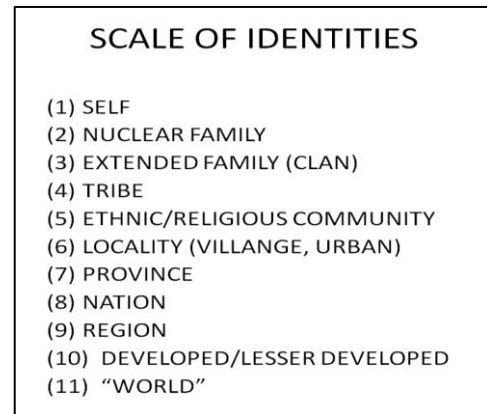 SCALE OF IDENTITIES
(1) SELF
(2) NUCLEAR FAMILY
(3) EXTENDED FAMILY (CLAN)
(4) TRIBE
(5) ETHNIC/RELIGIOUS COMMUNITY
(6) LOCALITY (VILLANGE, URBAN)
(7) PROVINCE
(8) NATION
(9) REGION
(10) DEVELOPED/LESSER DEVELOPED
(11) “WORLD”